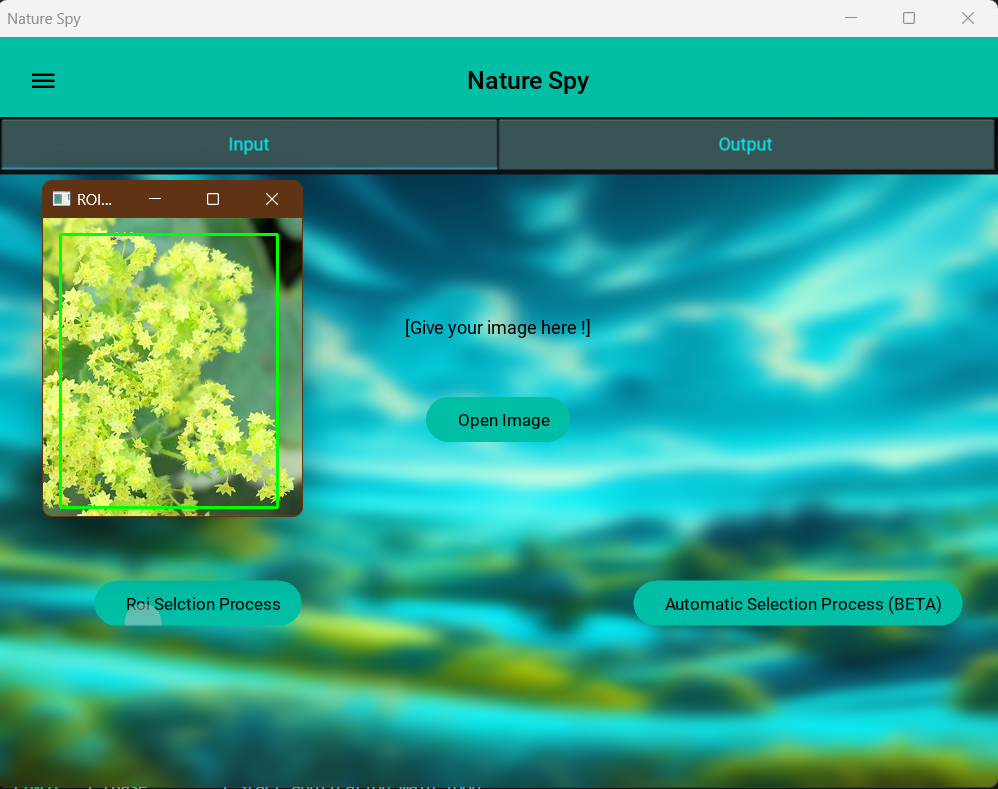 Nature Spy
Nature Spy
Input Output
ROI...
[Give your image here !]
Open Image
Roi Selction Process
Automatic Selection Process (BETA)